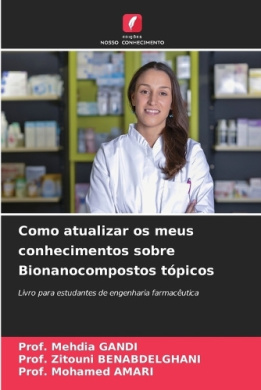 edições
NOSSO CONHECIMENTO
Como atualizar os meus
conhecimentos sobre
Bionanocompostos tópicos
Livro para estudantes de engenharia farmacêutica
Prof. Mehdia GANDI
Prof. Zitouni BENABDELGHANI
Prof. Mohamed AMARI